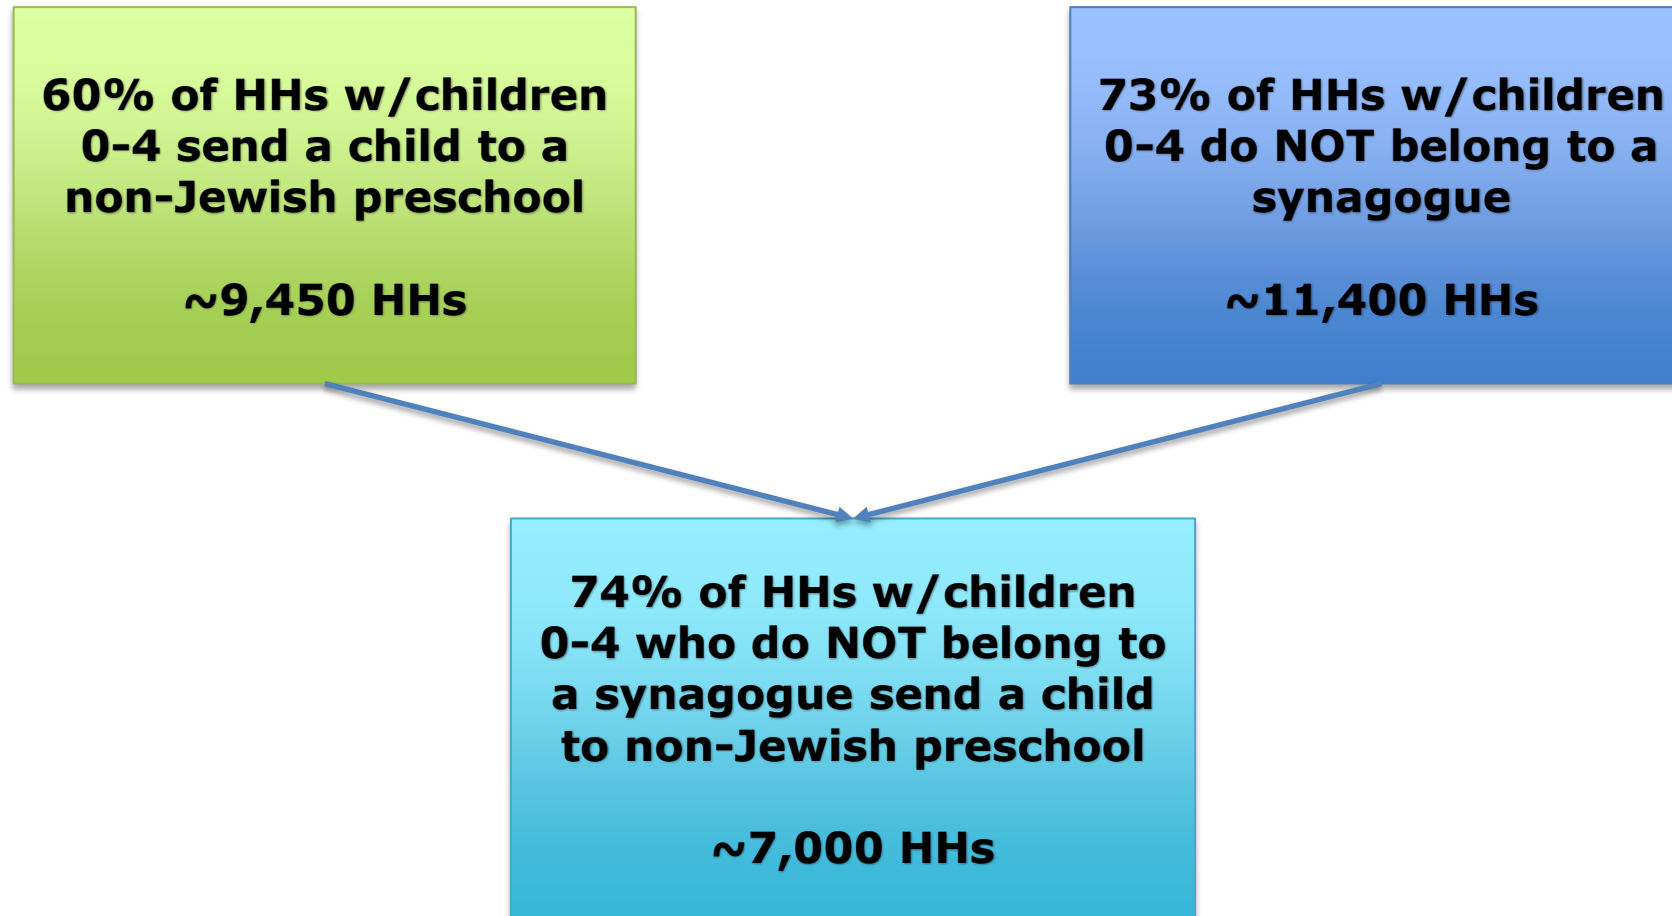 60% of HHs w/children
0-4 send a child to a
non-Jewish preschool
~9,450 HHs
73% of HHs w/children
0-4 do NOT belong to a
synagogue
~11,400 HHs
74% of HHs w/children
0-4 who do NOT belong to
a synagogue send a child
to non-Jewish preschool
~7,000 HHs